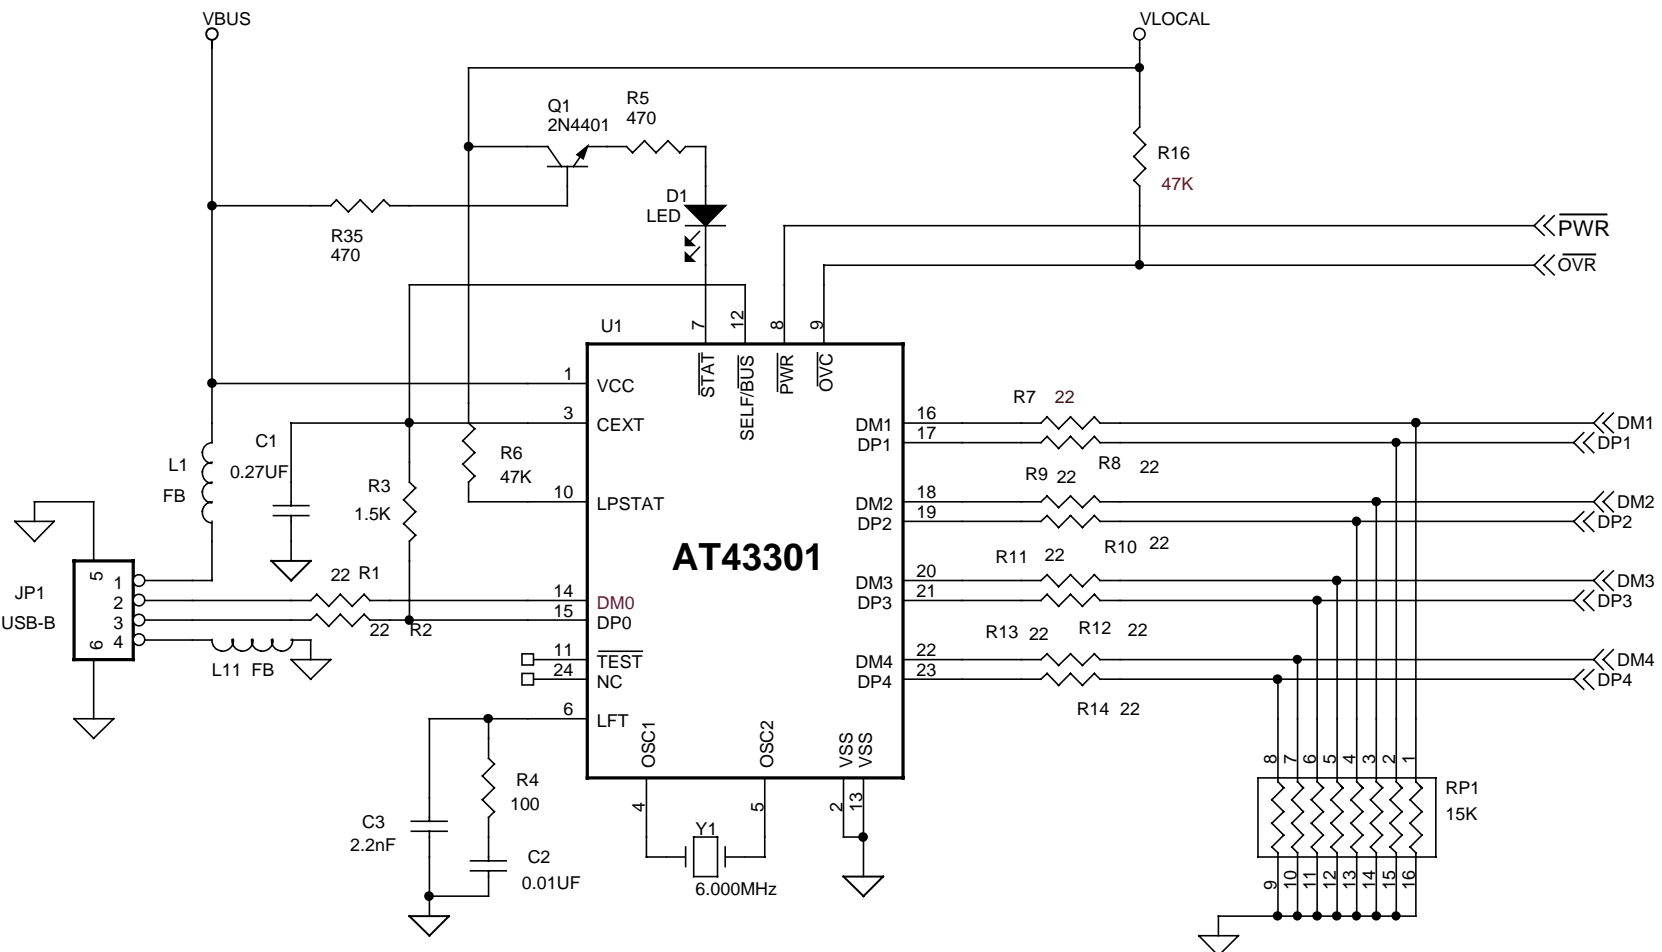 VBUS
VLOCAL
Q1
2N4401
R5
470
R16
47K
D1
LED
R35
470
PWR
OVR
U1
7
12
8
9
STAT
SELF/BUS
PWR
OVC
1
VCC
3
CEXT
10
LPSTAT
14
DM0
15
DP0
11
TEST
24
NC
6
LFT
AT43301
OSC1
OSC2
VSS
VSS
4
5
2
13
DM1
16
DP1
17
DM2
18
DP2
19
DM3
20
DP3
21
DM4
22
DP4
23
R7 22
R8 22
R9 22
R10 22
R11 22
R12 22
R13 22
R14 22
DM1
DP1
DM2
DP2
DM3
DP3
DM4
DP4
L1
FB
C1
0.27UF
R3
1.5K
R6
47K
JP1
USB-B
5
6
1
2
3
4
22 R1
22 R2
L11 FB
R4
100
C3
2.2nF
C2
0.01UF
Y1
6.000MHz
8 7 6 5 4 3 2 1
RP1
15K
9 10 11 12 13 14 15 16